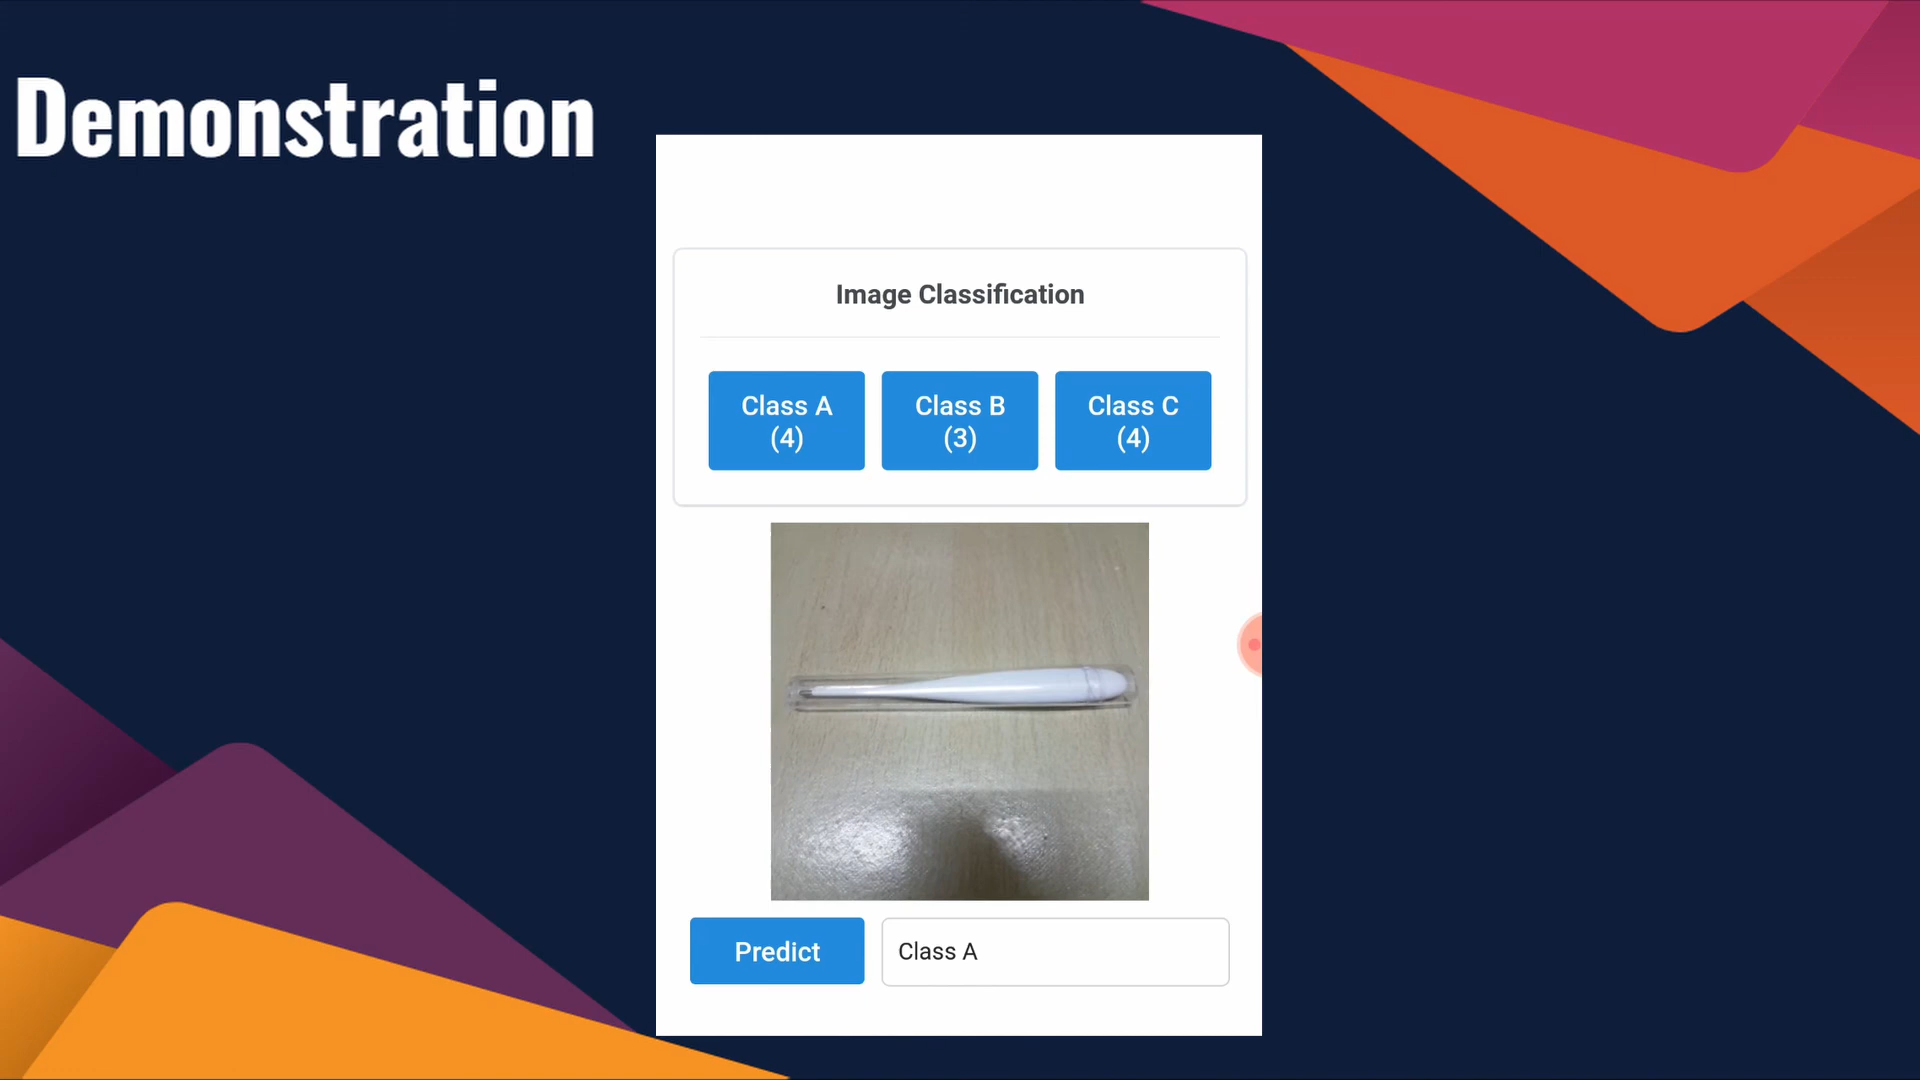 Demonstration
Image Classification
Class A
(4)
Class B
(3)
Class C
(4)
Predict
Class A